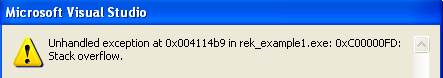 Microsoft Visual Studio
Unhandled exception at 0x004114b9 in rek_example1.exe: 0xC00000FD:
Stack overflow.